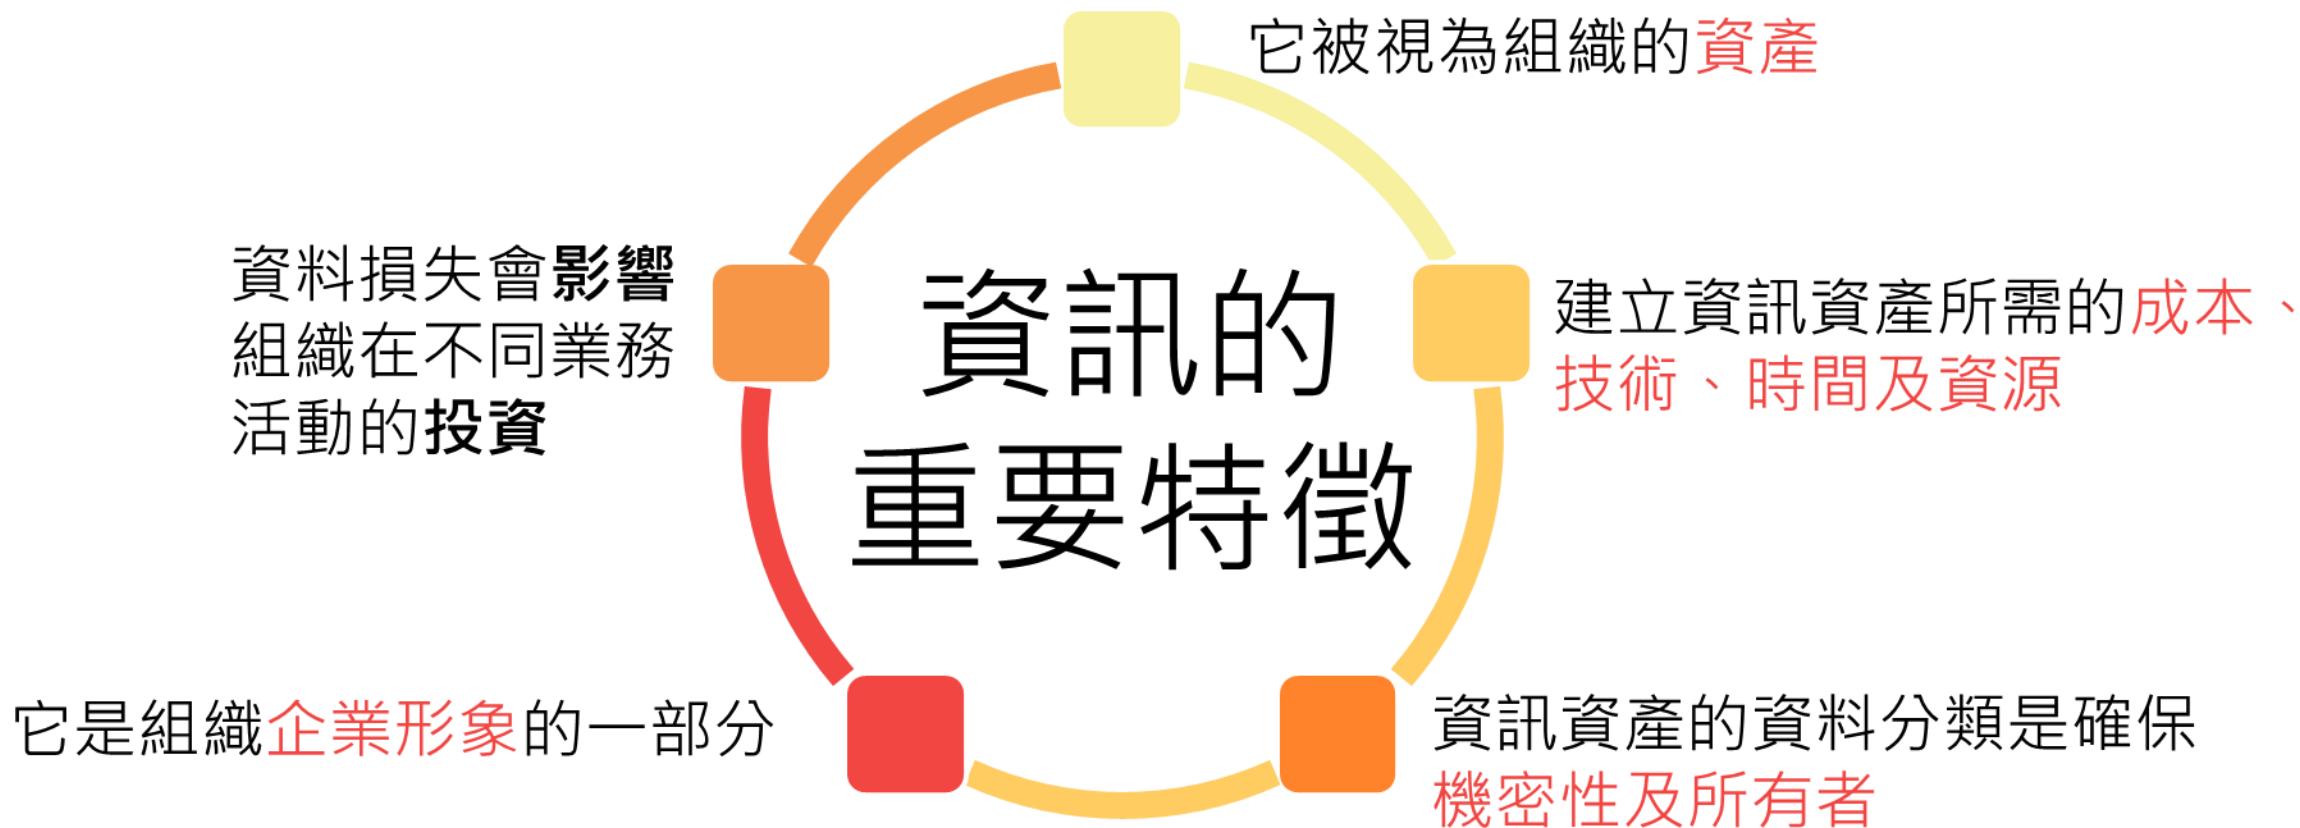 它被視為組織的資產
資料損失會影響
組織在不同業務
活動的投資
資訊的
重要特徵
建立資訊資產所需的成本、
技術、時間及資源
它是組織企業形象的一部分
資訊資產的資料分類是確保
機密性及所有者